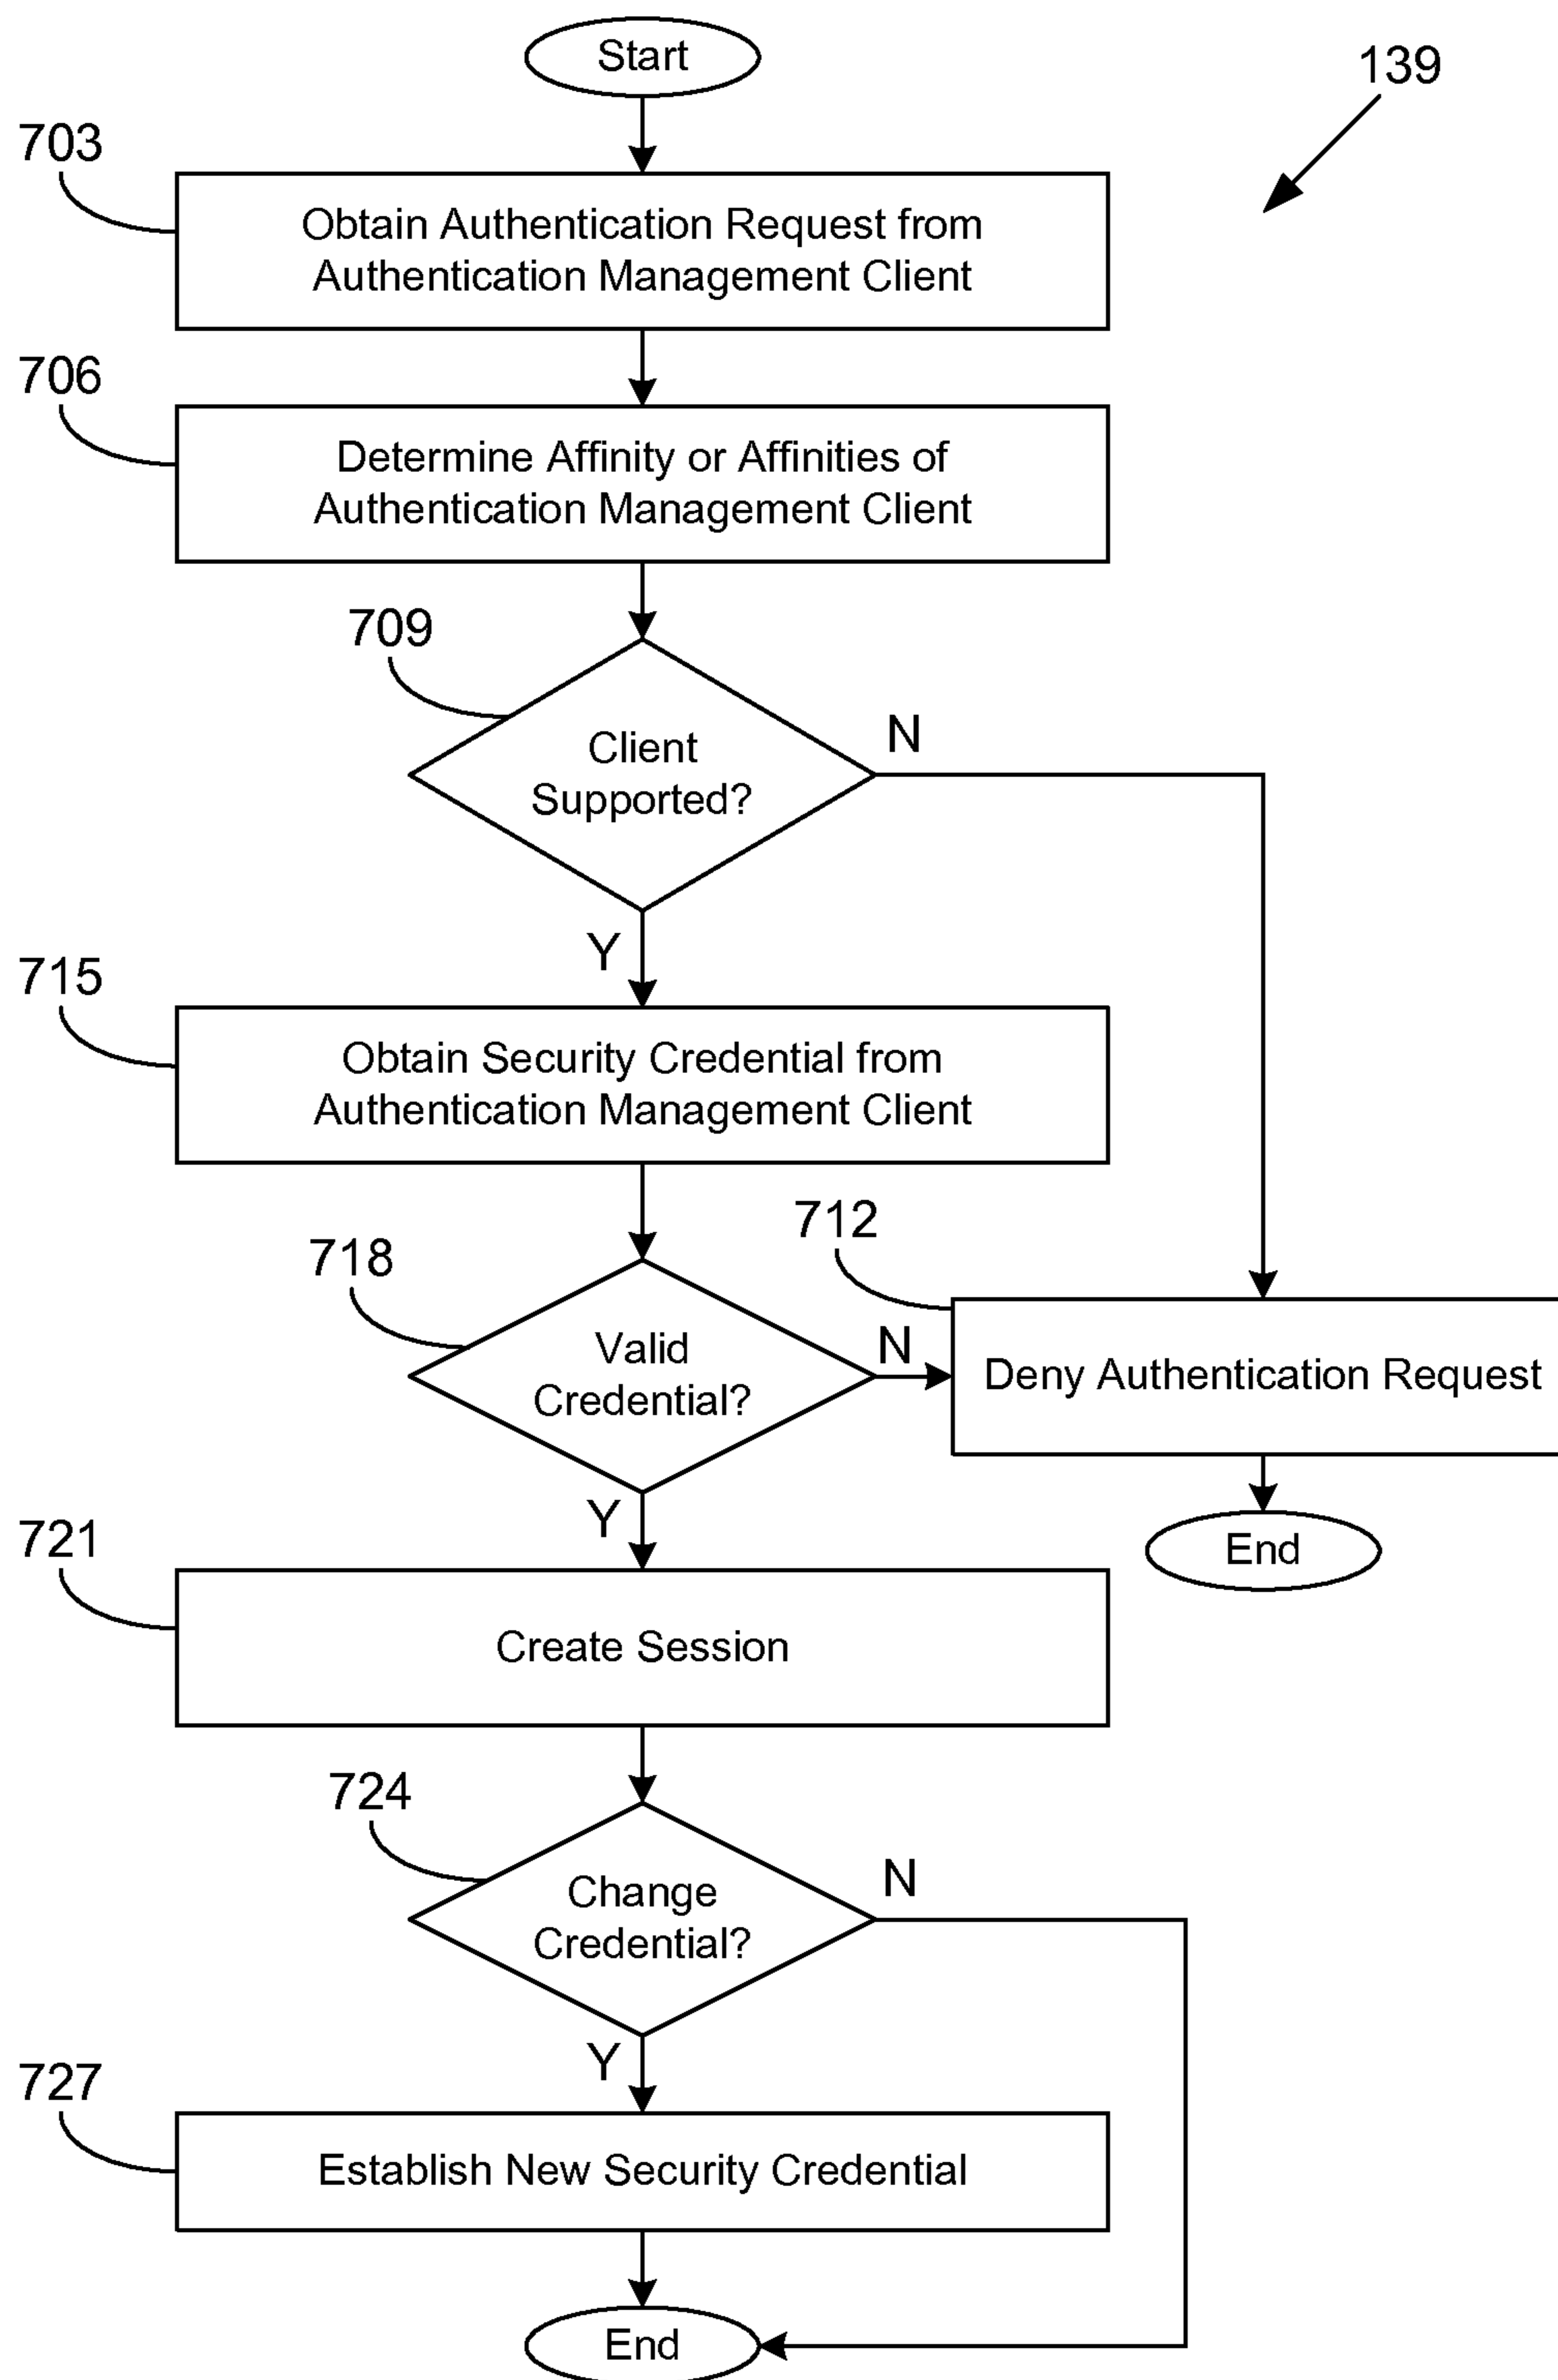 Start
139
703
Obtain Authentication Request from
Authentication Management Client
706
Determine Affinity or Affinities of
Authentication Management Client
709
Client
Supported?
N
Y
715
Obtain Security Credential from
Authentication Management Client
712
718
Valid
Credential?
N
Deny Authentication Request
Y
End
721
Create Session
724
Change
Credential?
N
Y
727
Establish New Security Credential
End